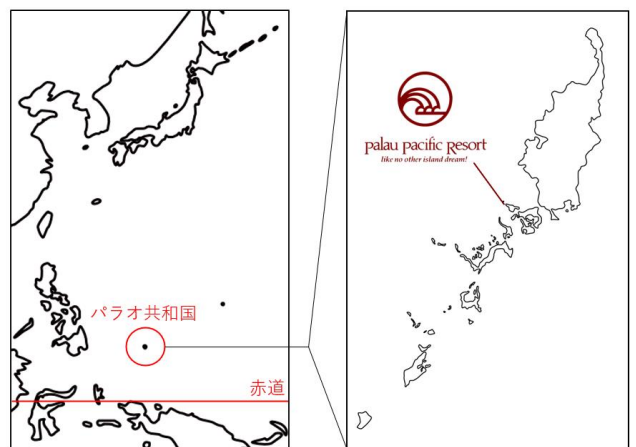 パラオ共和国
赤道
palau pacific Resort
like no other island dream!